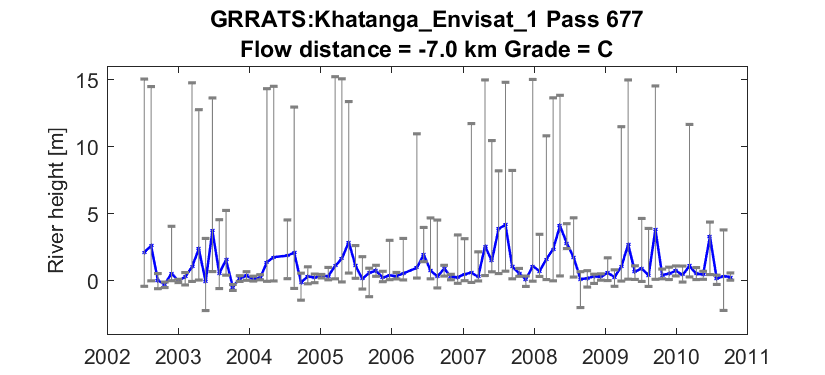 GRRATS:Khatanga_Envisat_1 Pass 677
Flow distance = -7.0 km Grade = C
15
10
5
0
River height [m]
2002 2003 2004 2005 2006 2007 2008 2009 2010 2011